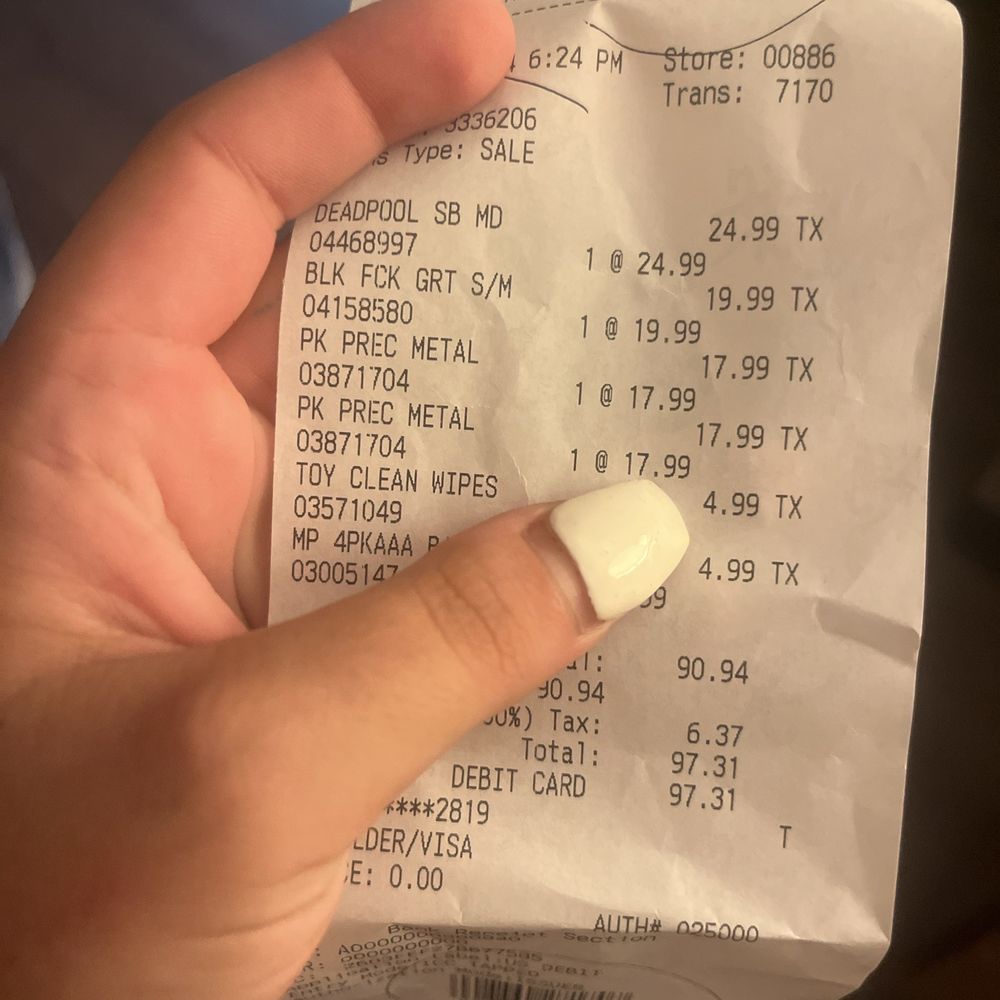 6:24 PM Store: 00886
Trans: 7170
3336206
Type: SALE
DEADPOOL SB MD 24.99 TX
04468997 1 @ 24.99
BLK FCK GRT S/M 19.99 TX
04158580 1 @ 19.99
PK PREC METAL 17.99 TX
03871704 1 @ 17.99
PK PREC METAL 17.99 TX
03871704 1 @ 17.99
TOY CLEAN WIPES 4.99 TX
03571049
MP 4PKAAA 4.99 TX
03005147
90.94
90.94
Tax: 6.37
Total: 97.31
DEBIT CARD 97.31
****2819 T
LDER/VISA
E: 0.00
AUTH# 025000
Section
DEBIT